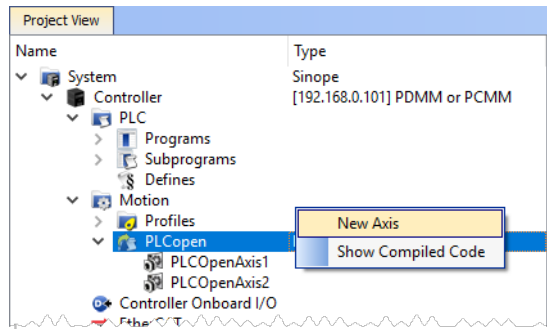 Project View
Name Type
System Sinope
Controller [192.168.0.101] PDMM or PCMM
PLC
Programs
Subprograms
Defines
Motion
Profiles New Axis
PLCopen
Show Compiled Code
PLCOpenAxis1
PLCOpenAxis2
Controller Onboard I/O